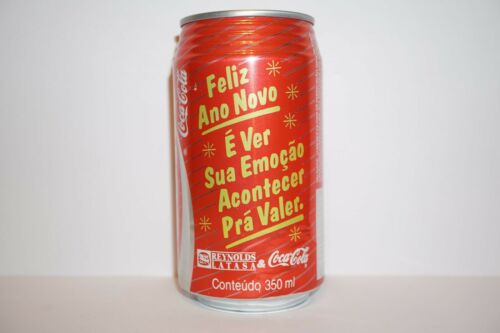 Coca-Cola
Feliz
Ano Novo
É Ver
Sua Emoção
Acontecer
Prá Valer.
REYNOLDS
LATASA & Coca-Cola
Conteúdo 350 ml